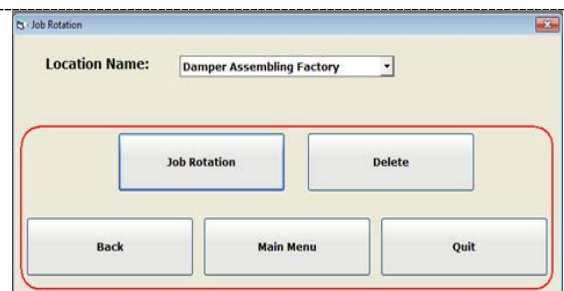 Job Rotation
Location Name: Damper Assembling Factory
Job Rotation Delete
Back Main Menu Quit